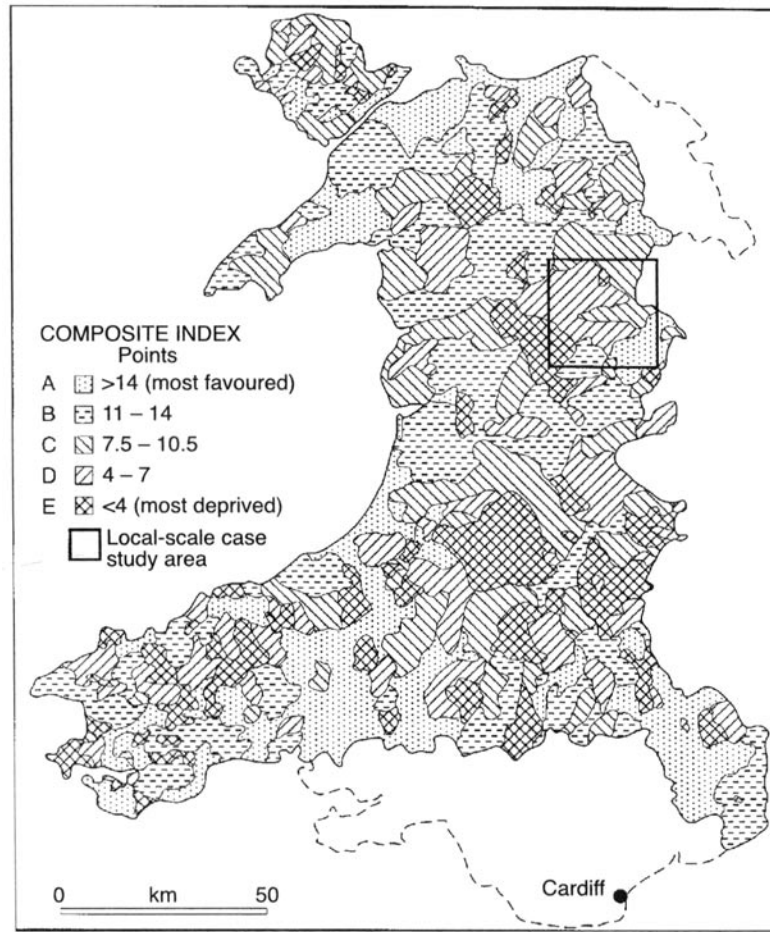 COMPOSITE INDEX
Points
A >14 (most favoured)
B 11 – 14
C 7.5 – 10.5
D 4 – 7
E <4 (most deprived)
Local-scale case
study area
0 km 50
Cardiff